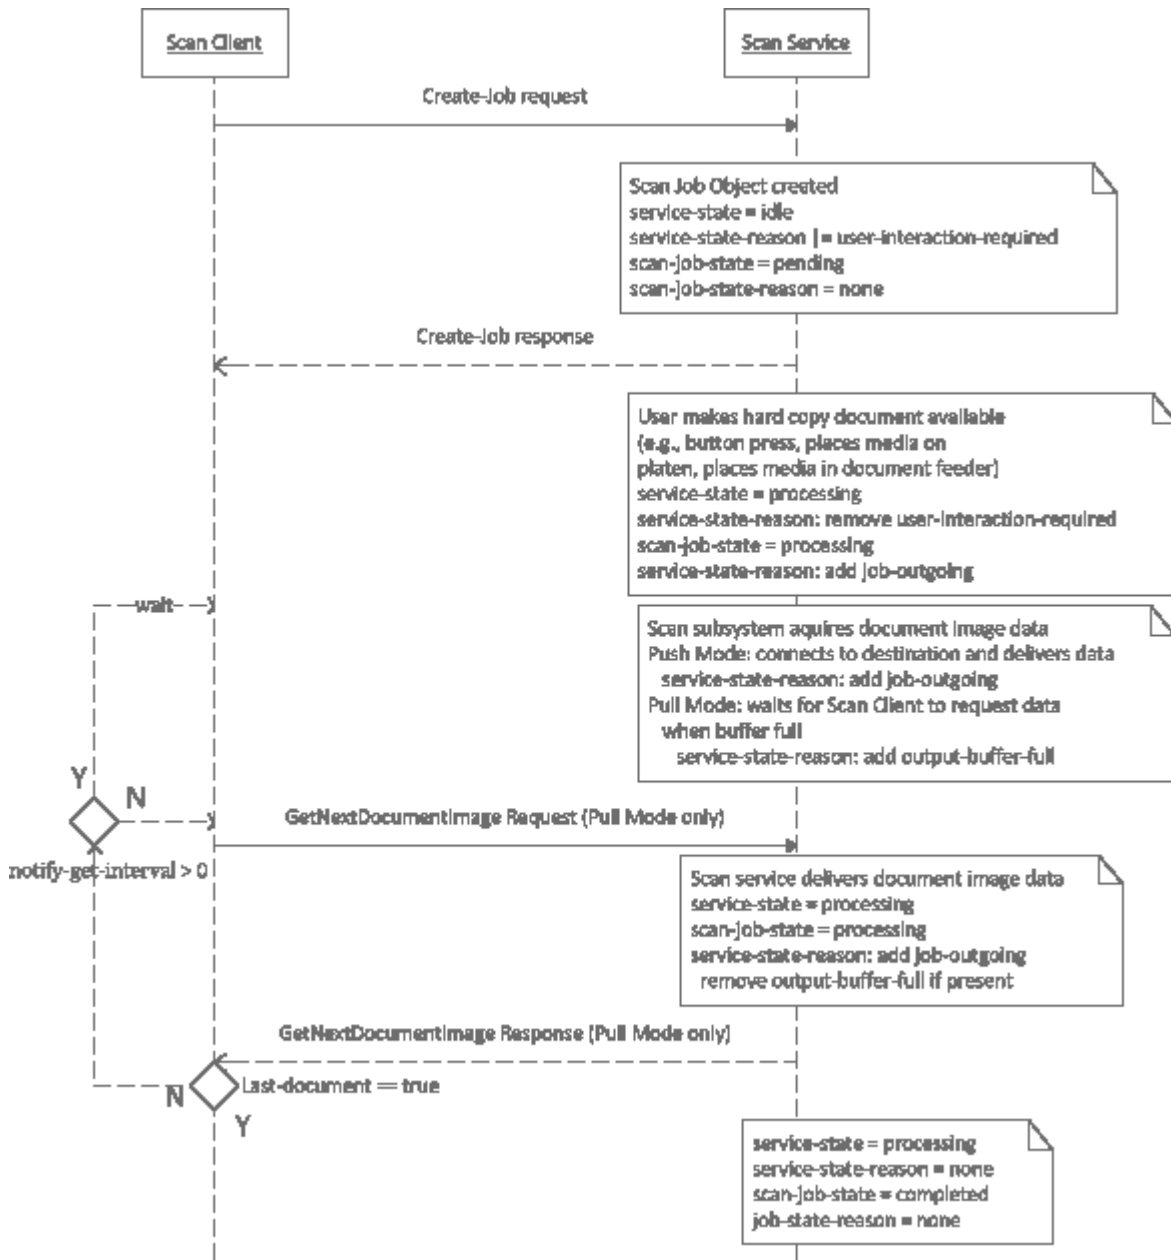 Scan Client
Scan Service
Create-Job request
Scan Job Object created
service-state = idle
service-state-reason |= user-interaction-required
scan-job-state = pending
scan-job-state-reason = none
Create-Job response
User makes hard copy document available
(e.g., button press, places media on
platen, places media in document feeder)
service-state = processing
service-state-reason: remove user-interaction-required
scan-job-state = processing
service-state-reason: add job-outgoing
wait
Scan subsystem aquires document image data
Push Mode: connects to destination and delivers data
service-state-reason: add job-outgoing
Pull Mode: waits for Scan Client to request data
when buffer full
service-state-reason: add output-buffer-full
Y
N
GetNextDocumentImage Request (Pull Mode only)
notify-get-interval > 0
Scan service delivers document image data
service-state = processing
scan-job-state = processing
service-state-reason: add job-outgoing
remove output-buffer-full if present
GetNextDocumentImage Response (Pull Mode only)
N
Last-document == true
Y
service-state = processing
service-state-reason = none
scan-job-state = completed
job-state-reason = none